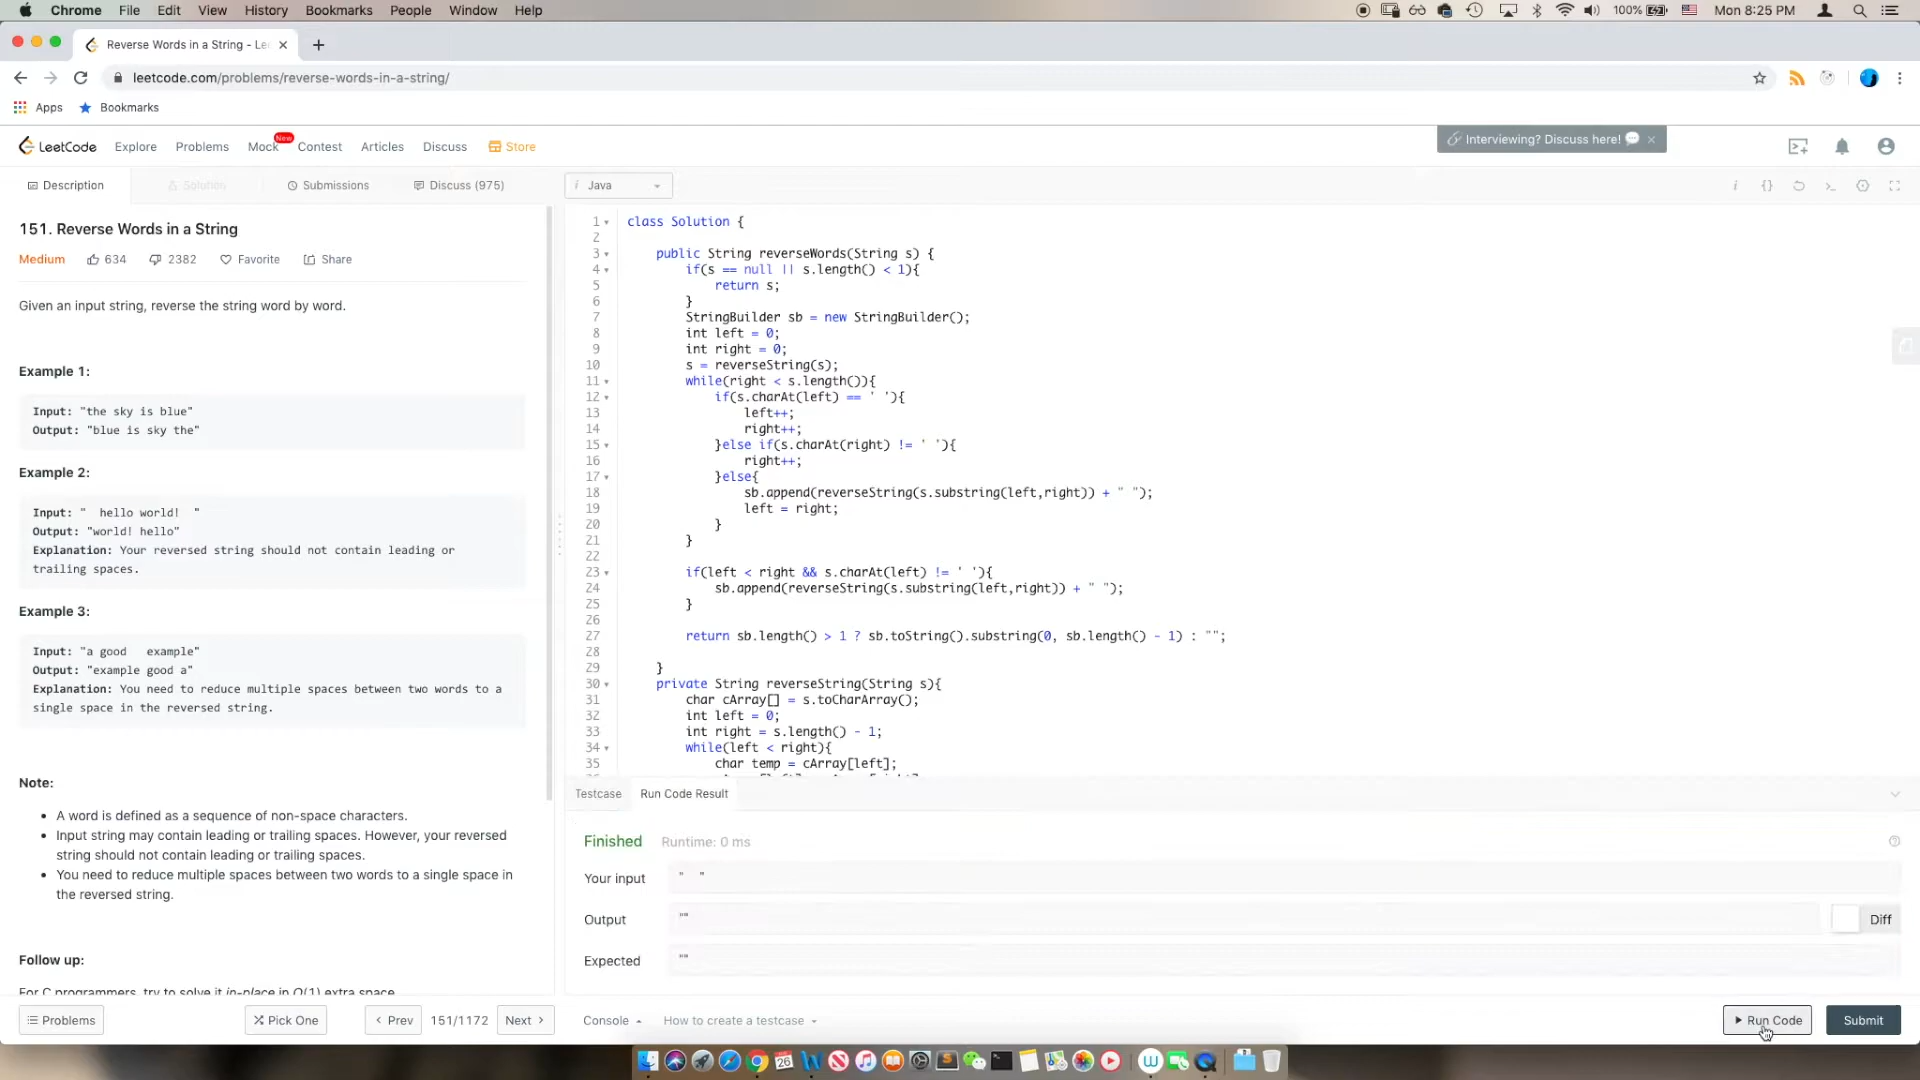 Chrome File Edit View History Bookmarks People Window Help 100% Mon 8:25 PM
Reverse Words in a String - Le
leetcode.com/problems/reverse-words-in-a-string/
Apps Bookmarks
LeetCode Explore Problems Mock New Contest Articles Discuss Store Interviewing? Discuss here!
Description Solution Submissions Discuss (975)
i Java
151. Reverse Words in a String
Medium 634 2382 Favorite Share
Given an input string, reverse the string word by word.
Example 1:
Input: "the sky is blue"
Output: "blue is sky the"
Example 2:
Input: "  hello world!  "
Output: "world! hello"
Explanation: Your reversed string should not contain leading or
trailing spaces.
Example 3:
Input: "a good   example"
Output: "example good a"
Explanation: You need to reduce multiple spaces between two words to a
single space in the reversed string.
Note:
A word is defined as a sequence of non-space characters.
Input string may contain leading or trailing spaces. However, your reversed
string should not contain leading or trailing spaces.
You need to reduce multiple spaces between two words to a single space in
the reversed string.
Follow up:
For C programmers, try to solve it in-place in O(1) extra space.
Problems Pick One Prev 151/1172 Next
1 class Solution {
2
3 public String reverseWords(String s) {
4 if(s == null || s.length() < 1){
5 return s;
6 }
7 StringBuilder sb = new StringBuilder();
8 int left = 0;
9 int right = 0;
10 s = reverseString(s);
11 while(right < s.length()){
12 if(s.charAt(left) == ' '){
13 left++;
14 right++;
15 }else if(s.charAt(right) != ' '){
16 right++;
17 }else{
18 sb.append(reverseString(s.substring(left,right)) + " ");
19 left = right;
20 }
21 }
22
23 if(left < right && s.charAt(left) != ' '){
24 sb.append(reverseString(s.substring(left,right)) + " ");
25 }
26
27 return sb.length() > 1 ? sb.toString().substring(0, sb.length() - 1) : "";
28
29 }
30 private String reverseString(String s){
31 char cArray[] = s.toCharArray();
32 int left = 0;
33 int right = s.length() - 1;
34 while(left < right){
35 char temp = cArray[left];
Testcase Run Code Result
Finished Runtime: 0 ms
Your input "  "
Output "" Diff
Expected ""
Console How to create a testcase Run Code Submit